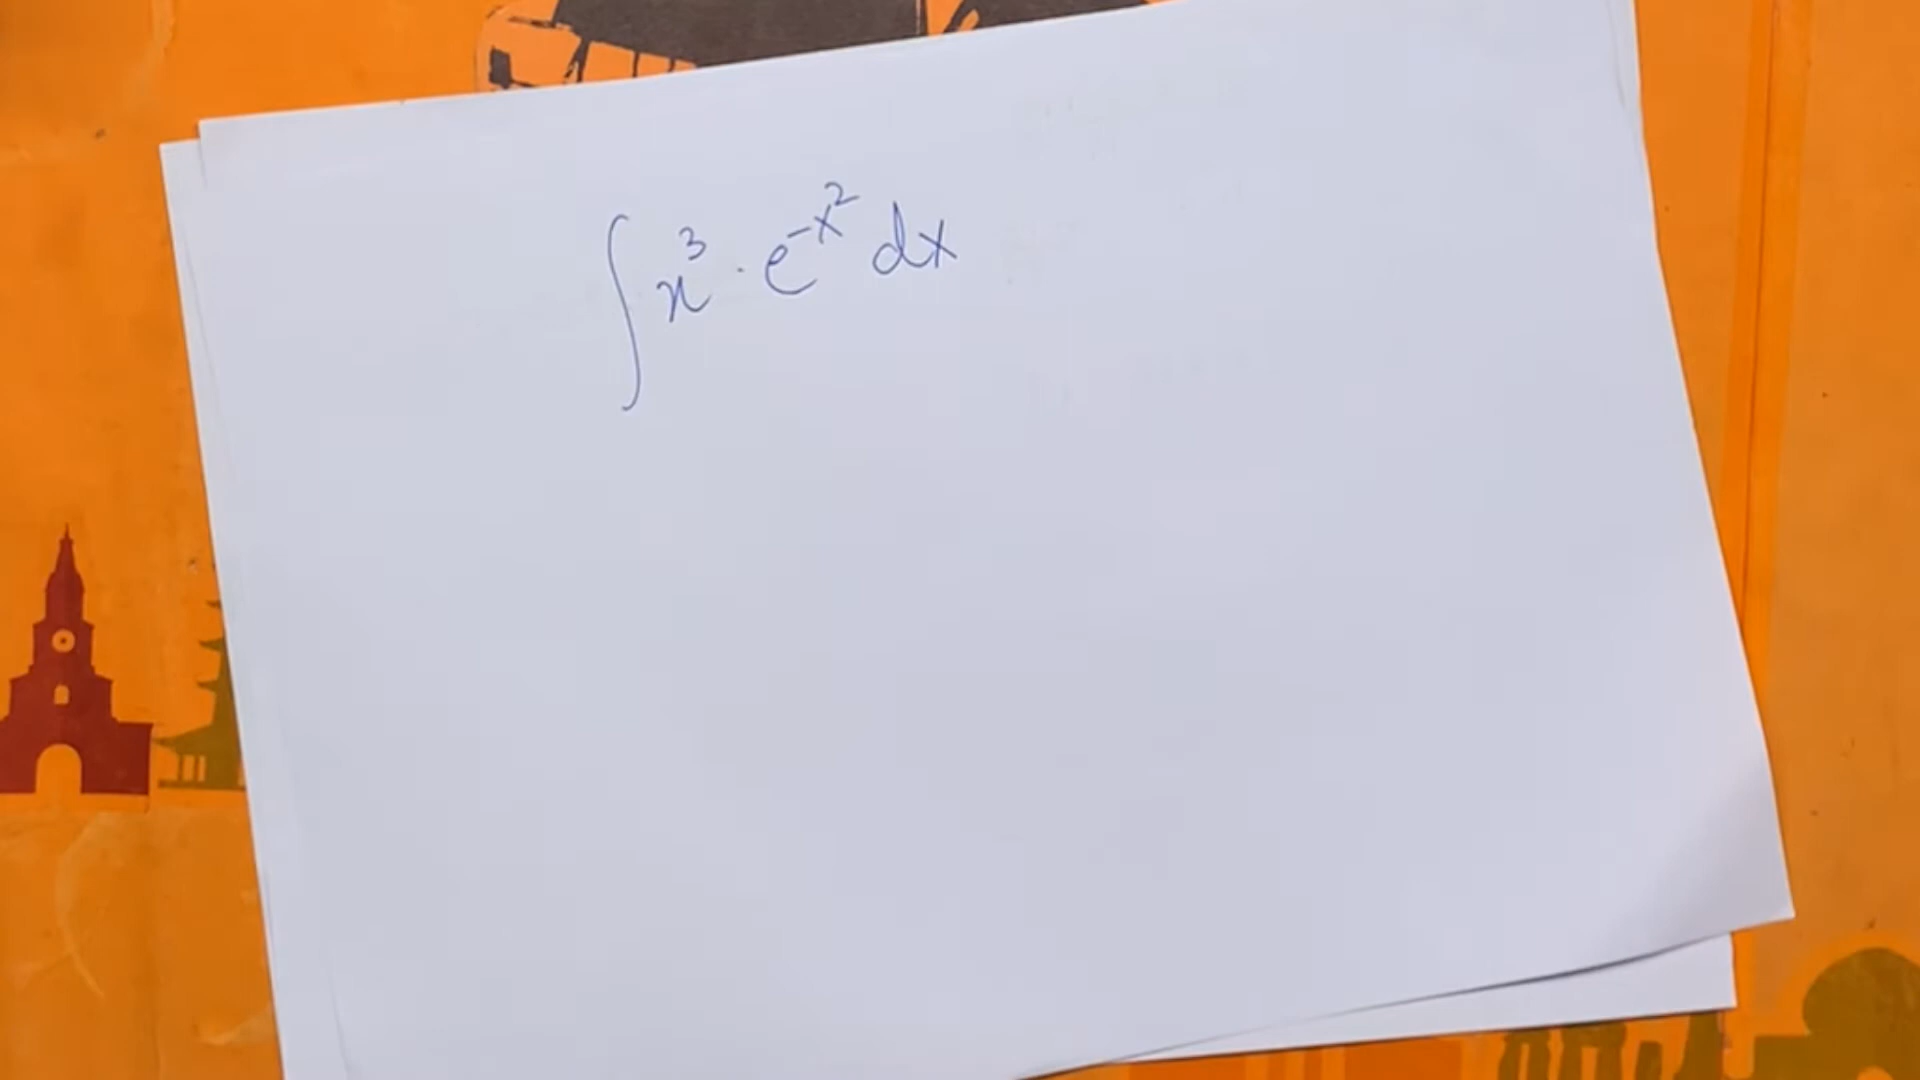 ∫x³ · e^{-x²} dx